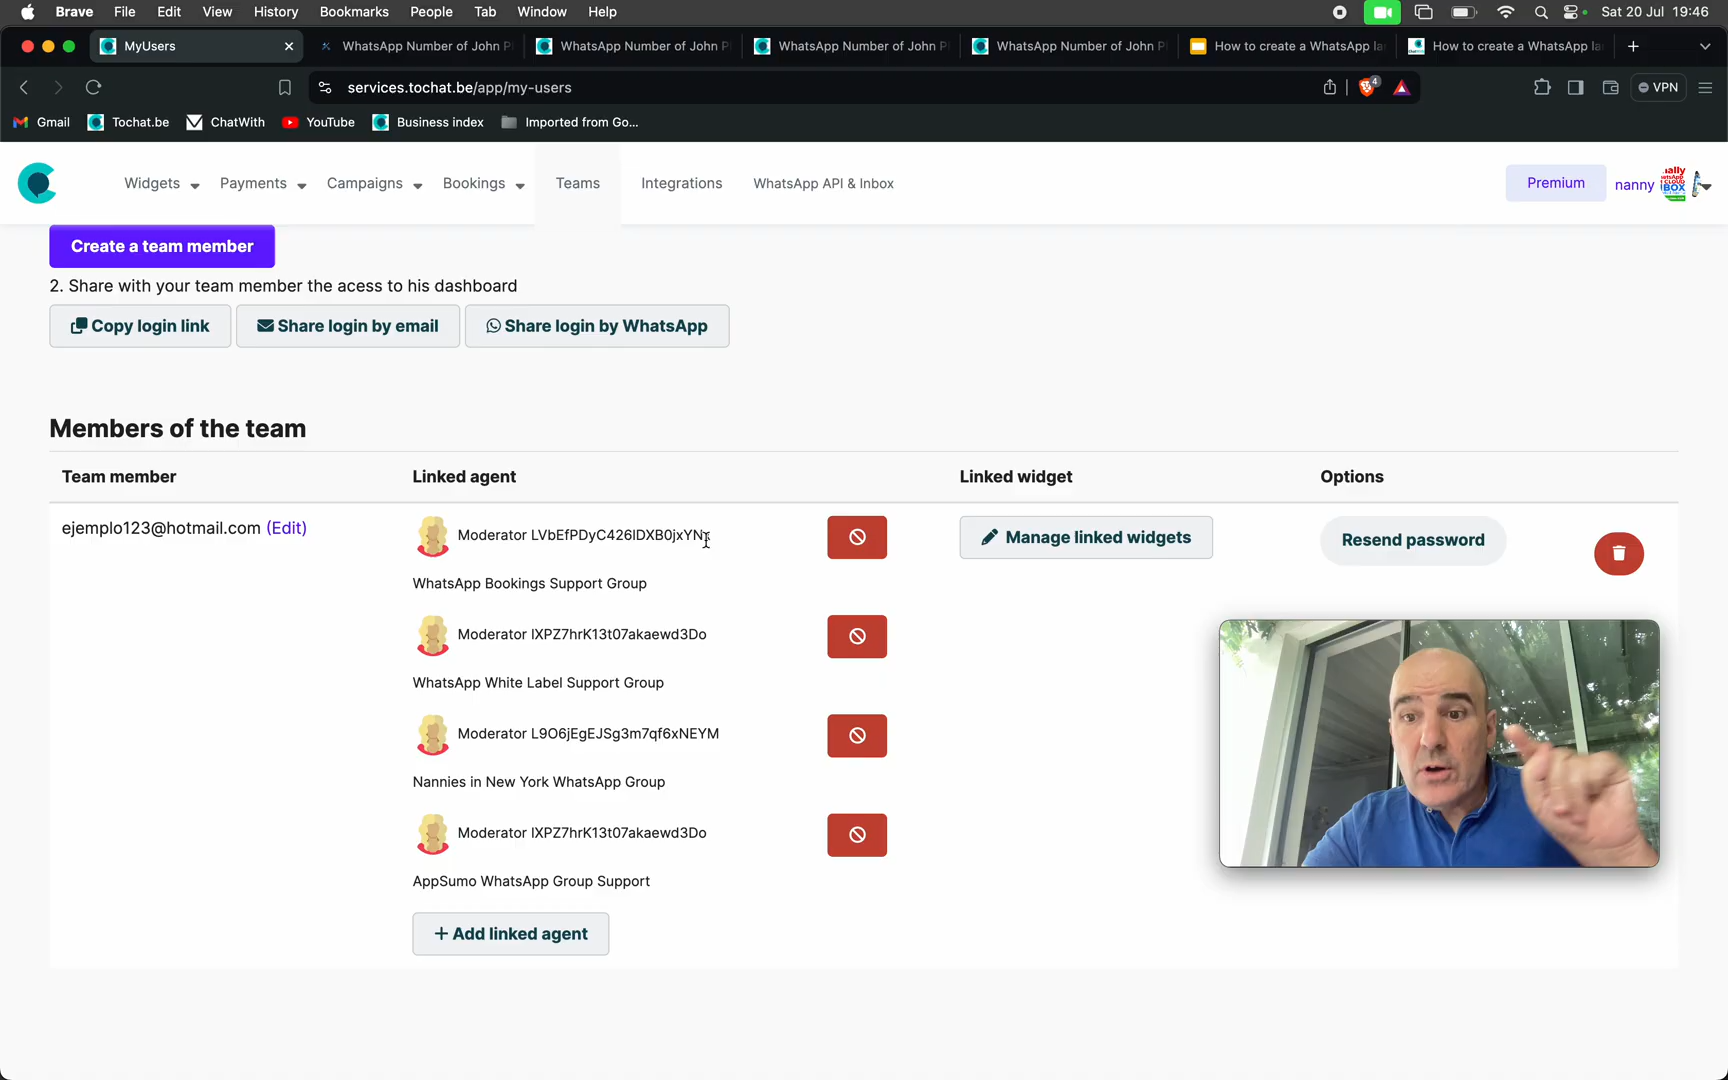 Brave File Edit View History Bookmarks People Tab Window Help Sat 20 Jul 19:46
MyUsers WhatsApp Number of John P WhatsApp Number of John P WhatsApp Number of John P WhatsApp Number of John P How to create a WhatsApp la How to create a WhatsApp la
services.tochat.be/app/my-users 4 VPN
Gmail Tochat.be ChatWith YouTube Business index Imported from Go...
Widgets Payments Campaigns Bookings Teams Integrations WhatsApp API & Inbox Premium nanny
Create a team member
2. Share with your team member the acess to his dashboard
Copy login link Share login by email Share login by WhatsApp
Members of the team
Team member Linked agent Linked widget Options
ejemplo123@hotmail.com (Edit) Moderator Manage linked widgets Resend password
WhatsApp Bookings Support Group
Moderator IXPZ7hrK13t07akaewd3Do
WhatsApp White Label Support Group
Moderator L9O6jEgEJSg3m7qf6xNEYM
Nannies in New York WhatsApp Group
Moderator IXPZ7hrK13t07akaewd3Do
AppSumo WhatsApp Group Support
+ Add linked agent